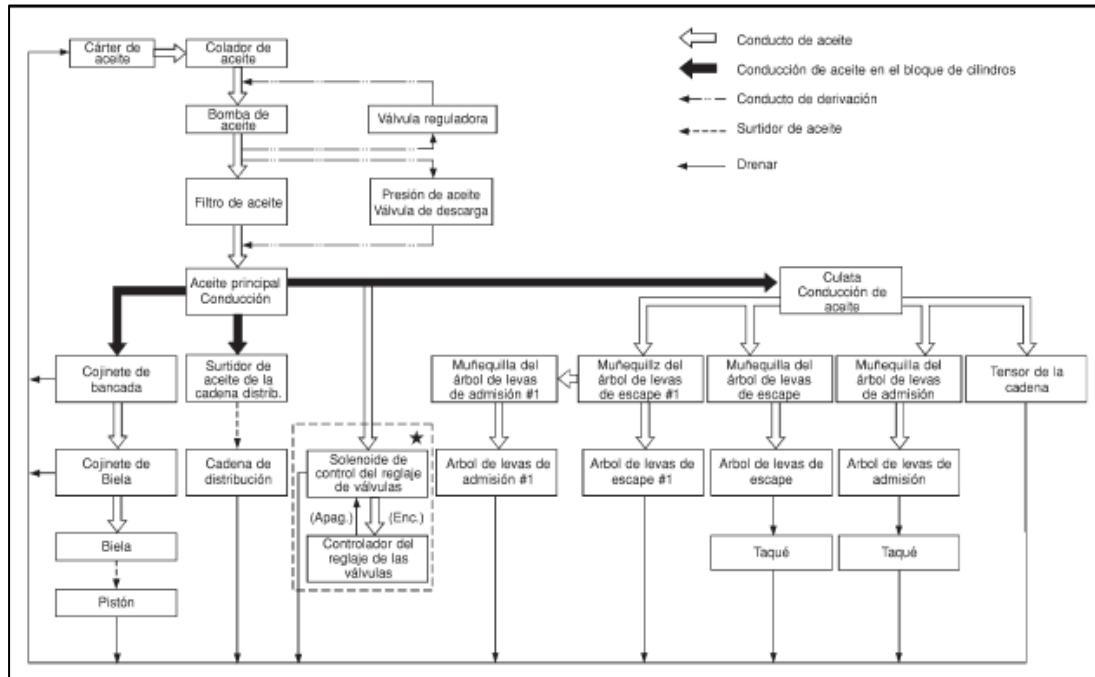 Cárter de
aceite
Colador de
aceite
Conducto de aceite
Conducción de aceite en el bloque de cilindros
Conducto de derivación
Surtidor de aceite
Drenar
Bomba de
aceite
Válvula reguladora
Filtro de aceite
Presión de aceite
Válvula de descarga
Aceite principal
Conducción
Culata
Conducción de
aceite
Cojinete de
bancada
Surtidor de
aceite de la
cadena distrib.
Muñequilla del
árbol de levas
de admisión #1
Muñequillz del
árbol de levas
de escape #1
Muñequilla del
árbol de levas
de escape
Muñequilla del
árbol de levas
de admisión
Tensor de la
cadena
Cojinete de
Biela
Cadena de
distribución
★
Solenoide de
control del reglaje
de válvulas
(Apag.)
(Enc.)
Controlador del
reglaje de las
válvulas
Arbol de levas de
admisión #1
Arbol de levas de
escape #1
Arbol de levas de
escape
Arbol de levas de
admisión
Biela
Taqué
Taqué
Pistón